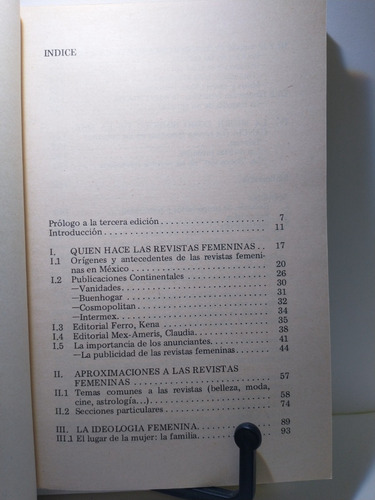 INDICE
Prólogo a la tercera edición . . . . . . . . . . . . . . . . . . . . 7
Introducción . . . . . . . . . . . . . . . . . . . . . . . . . . . . . . 11
I. QUIEN HACE LAS REVISTAS FEMENINAS . . 17
I.1 Orígenes y antecedentes de las revistas femeni-
nas en México . . . . . . . . . . . . . . . . . . . . . . . . . 20
I.2 Publicaciones Continentales . . . . . . . . . . . . . . 26
—Vanidades. . . . . . . . . . . . . . . . . . . . . . . . . . . 30
—Buenhogar . . . . . . . . . . . . . . . . . . . . . . . . . . 31
—Cosmopolitan . . . . . . . . . . . . . . . . . . . . . . . 32
—Intermex. . . . . . . . . . . . . . . . . . . . . . . . . . . . 34
I.3 Editorial Ferro, Kena . . . . . . . . . . . . . . . . . . . 35
I.4 Editorial Mex-Ameris, Claudia. . . . . . . . . . . . 38
I.5 La importancia de los anunciantes. . . . . . . . . 41
—La publicidad de las revistas femeninas . . . . 44
II. APROXIMACIONES A LAS REVISTAS
FEMENINAS . . . . . . . . . . . . . . . . . . . . . . . . . . 57
II.1 Temas comunes a las revistas (belleza, moda,
cine, astrología...) . . . . . . . . . . . . . . . . . . . . . . 58
II.2 Secciones particulares . . . . . . . . . . . . . . . . . . 74
III. LA IDEOLOGIA FEMENINA. . . . . . . . . . . . . . 89
III.1 El lugar de la mujer: la familia. . . . . . . . . . . . 93